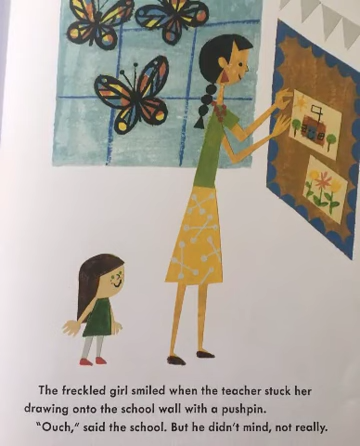 The freckled girl smiled when the teacher stuck her
drawing onto the school wall with a pushpin.
"Ouch," said the school. But he didn't mind, not really.